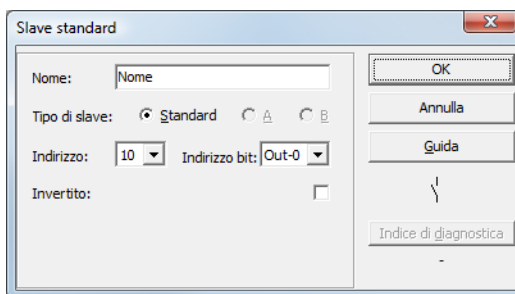 Slave standard
Nome: Nome
Tipo di slave: Standard A B
Indirizzo: 10 Indirizzo bit: Out-0
Invertito:
OK
Annulla
Guida
Indice di diagnostica
-